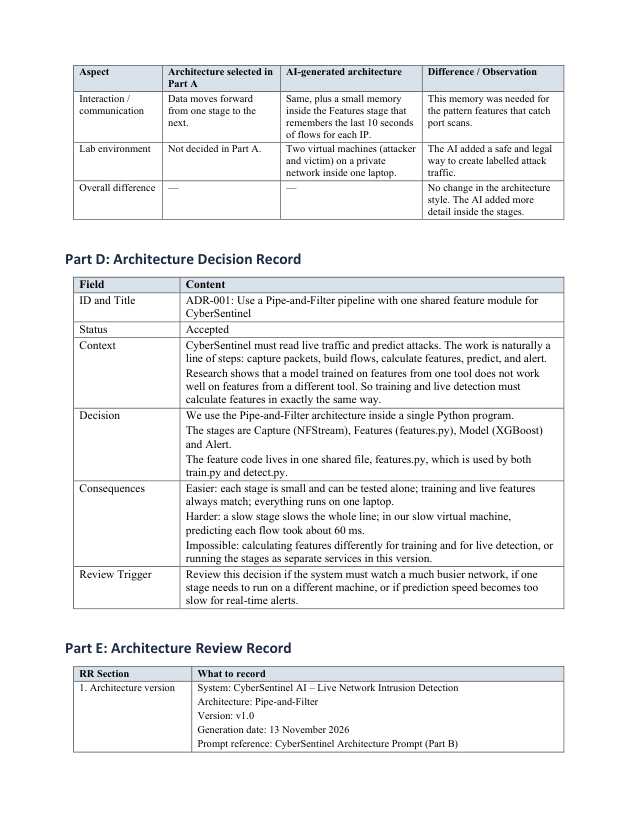 Aspect
Architecture selected in Part A
AI-generated architecture
Difference / Observation
Interaction / communication
Data moves forward from one stage to the next.
Same, plus a small memory inside the Features stage that remembers the last 10 seconds of flows for each IP.
This memory was needed for the pattern features that catch port scans.
Lab environment
Not decided in Part A.
Two virtual machines (attacker and victim) on a private network inside one laptop.
The AI added a safe and legal way to create labelled attack traffic.
Overall difference
—
—
No change in the architecture style. The AI added more detail inside the stages.
Part D: Architecture Decision Record
Field
Content
ID and Title
ADR-001: Use a Pipe-and-Filter pipeline with one shared feature module for
CyberSentinel
Status
Accepted
Context
CyberSentinel must read live traffic and predict attacks. The work is naturally a
line of steps: capture packets, build flows, calculate features, predict, and alert.
Research shows that a model trained on features from one tool does not work
well on features from a different tool. So training and live detection must
calculate features in exactly the same way.
Decision
We use the Pipe-and-Filter architecture inside a single Python program.
The stages are Capture (NFStream), Features (features.py), Model (XGBoost)
and Alert.
The feature code lives in one shared file, features.py, which is used by both
train.py and detect.py.
Consequences
Easier: each stage is small and can be tested alone; training and live features
always match; everything runs on one laptop.
Harder: a slow stage slows the whole line; in our slow virtual machine,
predicting each flow took about 60 ms.
Impossible: calculating features differently for training and for live detection, or
running the stages as separate services in this version.
Review Trigger
Review this decision if the system must watch a much busier network, if one
stage needs to run on a different machine, or if prediction speed becomes too
slow for real-time alerts.
Part E: Architecture Review Record
RR Section
What to record
1. Architecture version
System: CyberSentinel AI – Live Network Intrusion Detection
Architecture: Pipe-and-Filter
Version: v1.0
Generation date: 13 November 2026
Prompt reference: CyberSentinel Architecture Prompt (Part B)